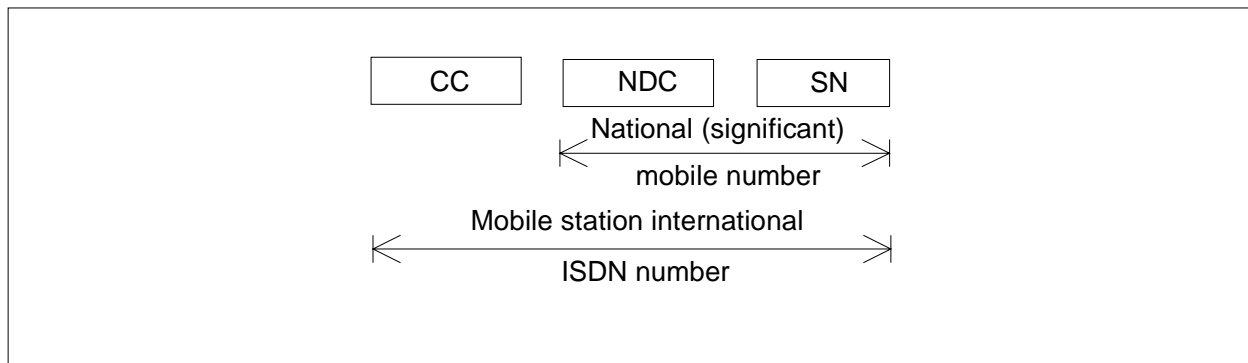 CC NDC SN
National (significant)
mobile number
Mobile station international
ISDN number